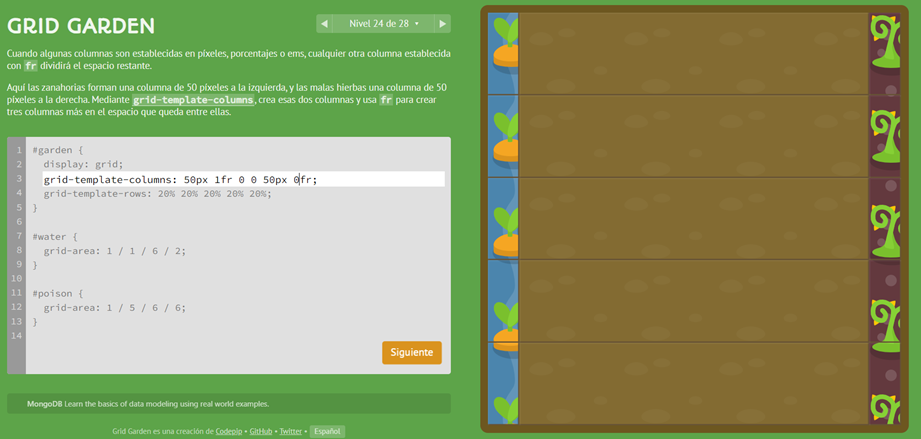 GRID GARDEN
Nivel 24 de 28
Cuando algunas columnas son establecidas en píxeles, porcentajes o ems, cualquier otra columna establecida
con fr dividirá el espacio restante.
Aquí las zanahorias forman una columna de 50 píxeles a la izquierda, y las malas hierbas una columna de 50
píxeles a la derecha. Mediante grid-template-columns, crea esas dos columnas y usa fr para crear
tres columnas más en el espacio que queda entre ellas.
1 #garden {
2 display: grid;
3 grid-template-columns: 50px 1fr 0 0 50px 0fr;
4 grid-template-rows: 20% 20% 20% 20% 20%;
5 }
6
7 #water {
8 grid-area: 1 / 1 / 6 / 2;
9 }
10
11 #poison {
12 grid-area: 1 / 5 / 6 / 6;
13 }
14
Siguiente
MongoDB Learn the basics of data modeling using real world examples.
Grid Garden es una creación de Codepip • GitHub • Twitter • Español